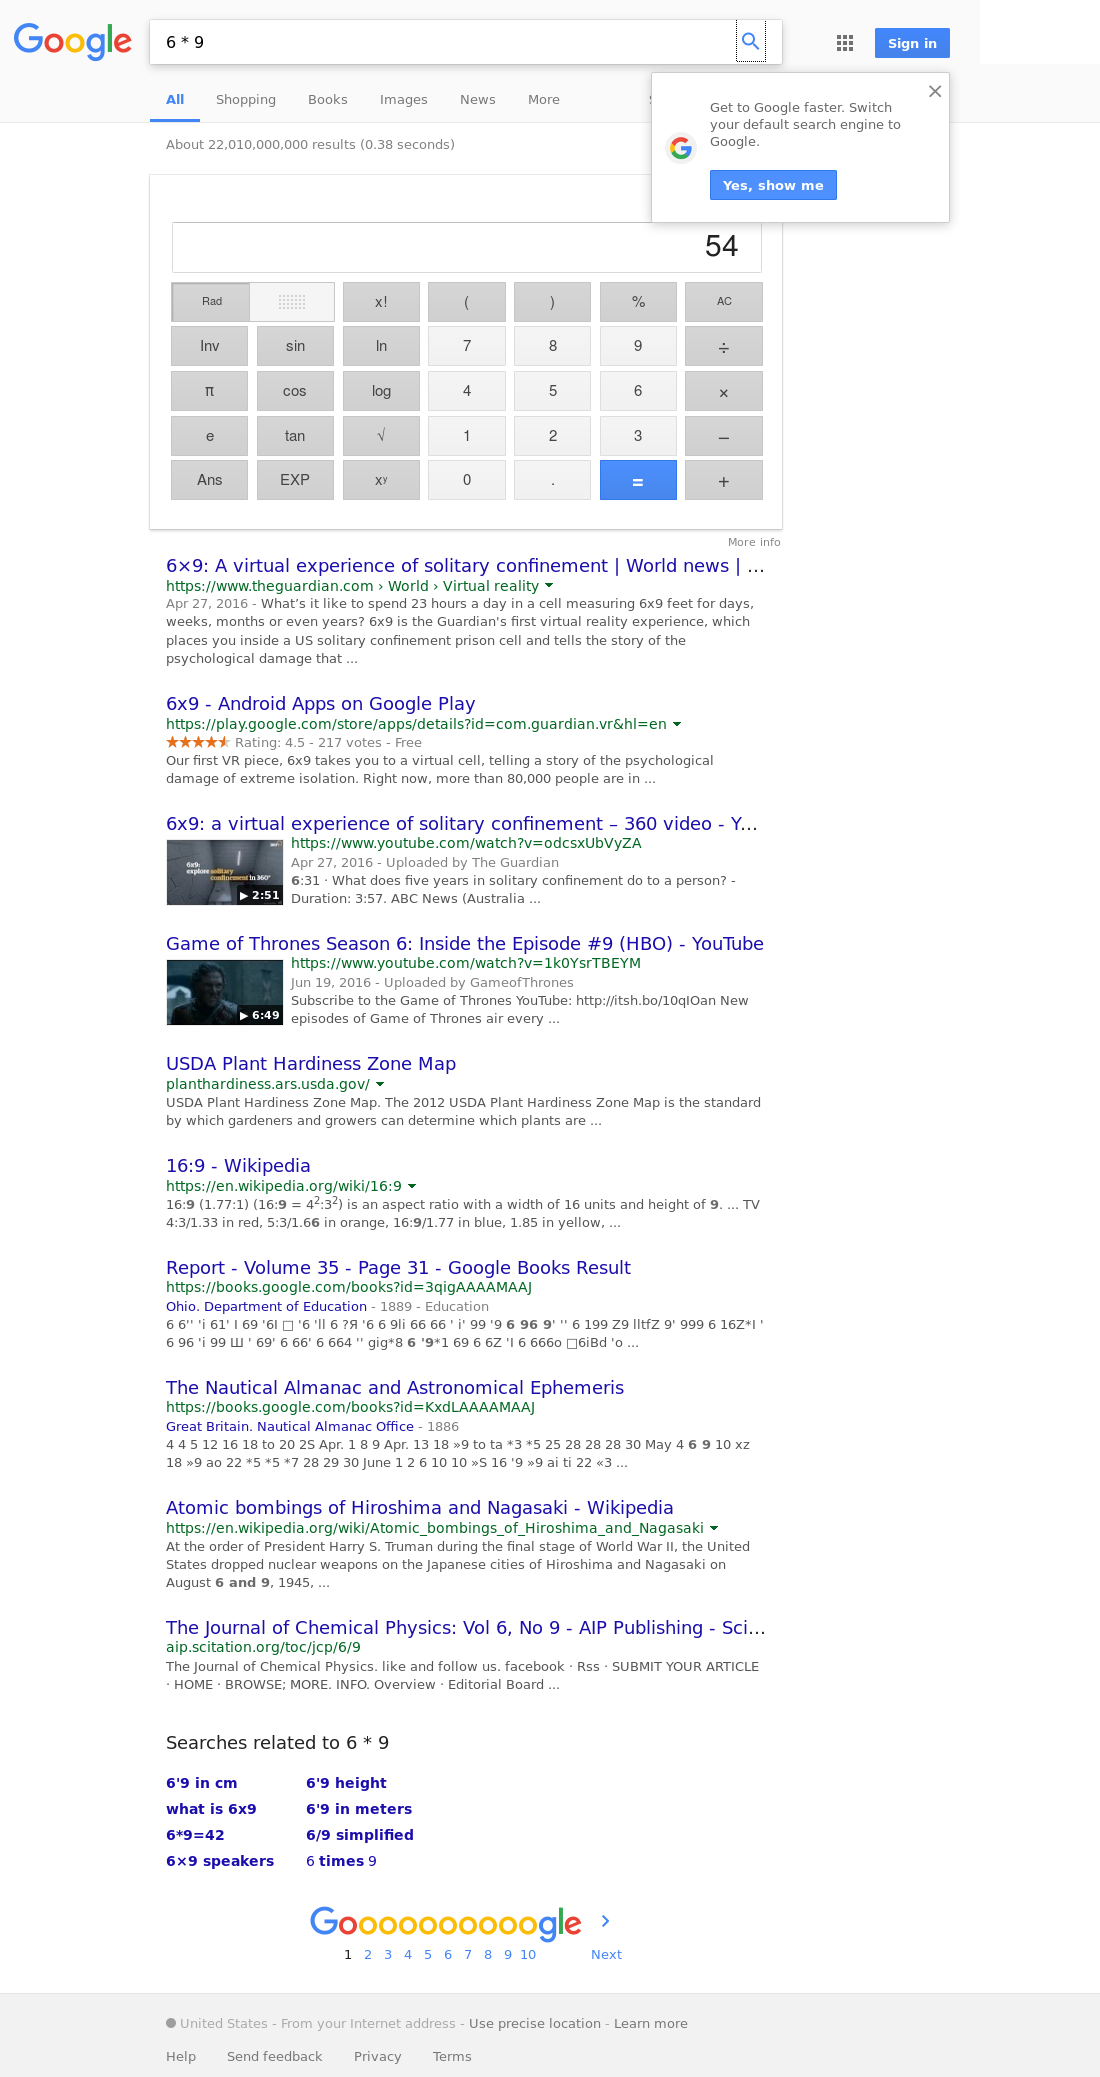 Google
6 * 9
Sign in
All Shopping Books Images News More
Get to Google faster. Switch
your default search engine to
Google.
Yes, show me
About 22,010,000,000 results (0.38 seconds)
54
Rad x! ( ) % AC
Inv sin ln 7 8 9 ÷
π cos log 4 5 6 ×
e tan √ 1 2 3 −
Ans EXP xʸ 0 . = +
More info
6×9: A virtual experience of solitary confinement | World news | ...
https://www.theguardian.com › World › Virtual reality
Apr 27, 2016 - What’s it like to spend 23 hours a day in a cell measuring 6x9 feet for days,
weeks, months or even years? 6x9 is the Guardian's first virtual reality experience, which
places you inside a US solitary confinement prison cell and tells the story of the
psychological damage that ...
6x9 - Android Apps on Google Play
https://play.google.com/store/apps/details?id=com.guardian.vr&hl=en
Rating: 4.5 - 217 votes - Free
Our first VR piece, 6x9 takes you to a virtual cell, telling a story of the psychological
damage of extreme isolation. Right now, more than 80,000 people are in ...
6x9: a virtual experience of solitary confinement – 360 video - Y...
6x9:
explore solitary
confinement in 360°
▶ 2:51
https://www.youtube.com/watch?v=odcsxUbVyZA
Apr 27, 2016 - Uploaded by The Guardian
6:31 · What does five years in solitary confinement do to a person? -
Duration: 3:57. ABC News (Australia ...
Game of Thrones Season 6: Inside the Episode #9 (HBO) - YouTube
▶ 6:49
https://www.youtube.com/watch?v=1k0YsrTBEYM
Jun 19, 2016 - Uploaded by GameofThrones
Subscribe to the Game of Thrones YouTube: http://itsh.bo/10qIOan New
episodes of Game of Thrones air every ...
USDA Plant Hardiness Zone Map
planthardiness.ars.usda.gov/
USDA Plant Hardiness Zone Map. The 2012 USDA Plant Hardiness Zone Map is the standard
by which gardeners and growers can determine which plants are ...
16:9 - Wikipedia
https://en.wikipedia.org/wiki/16:9
16:9 (1.77:1) (16:9 = 4²:3²) is an aspect ratio with a width of 16 units and height of 9. ... TV
4:3/1.33 in red, 5:3/1.66 in orange, 16:9/1.77 in blue, 1.85 in yellow, ...
Report - Volume 35 - Page 31 - Google Books Result
https://books.google.com/books?id=3qigAAAAMAAJ
Ohio. Department of Education - 1889 - Education
6 6'' 'i 61' I 69 '6I □ '6 'll 6 ?Я '6 6 9li 66 66 ' i' 99 '9 6 96 9' '' 6 199 Z9 lltfZ 9' 999 6 16Z*I '
6 96 'i 99 Ш ' 69' 6 66' 6 664 '' gig*8 6 '9*1 69 6 6Z 'I 6 666o □6iBd 'o ...
The Nautical Almanac and Astronomical Ephemeris
https://books.google.com/books?id=KxdLAAAAMAAJ
Great Britain. Nautical Almanac Office - 1886
4 4 5 12 16 18 to 20 2S Apr. 1 8 9 Apr. 13 18 »9 to ta *3 *5 25 28 28 28 30 May 4 6 9 10 xz
18 »9 ao 22 *5 *5 *7 28 29 30 June 1 2 6 10 10 »S 16 '9 »9 ai ti 22 «3 ...
Atomic bombings of Hiroshima and Nagasaki - Wikipedia
https://en.wikipedia.org/wiki/Atomic_bombings_of_Hiroshima_and_Nagasaki
At the order of President Harry S. Truman during the final stage of World War II, the United
States dropped nuclear weapons on the Japanese cities of Hiroshima and Nagasaki on
August 6 and 9, 1945, ...
The Journal of Chemical Physics: Vol 6, No 9 - AIP Publishing - Sci...
aip.scitation.org/toc/jcp/6/9
The Journal of Chemical Physics. like and follow us. facebook · Rss · SUBMIT YOUR ARTICLE
· HOME · BROWSE; MORE. INFO. Overview · Editorial Board ...
Searches related to 6 * 9
6'9 in cm 6'9 height
what is 6x9 6'9 in meters
6*9=42 6/9 simplified
6×9 speakers 6 times 9
Goooooooooogle
1 2 3 4 5 6 7 8 9 10 Next
United States - From your Internet address - Use precise location - Learn more
Help Send feedback Privacy Terms